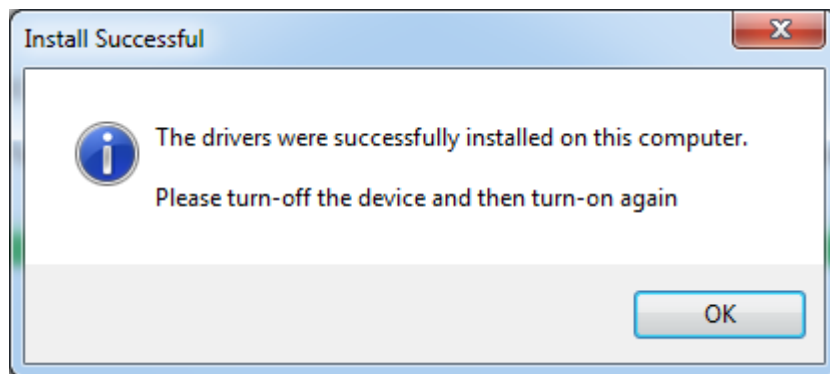 Install Successful
The drivers were successfully installed on this computer.
Please turn-off the device and then turn-on again
OK